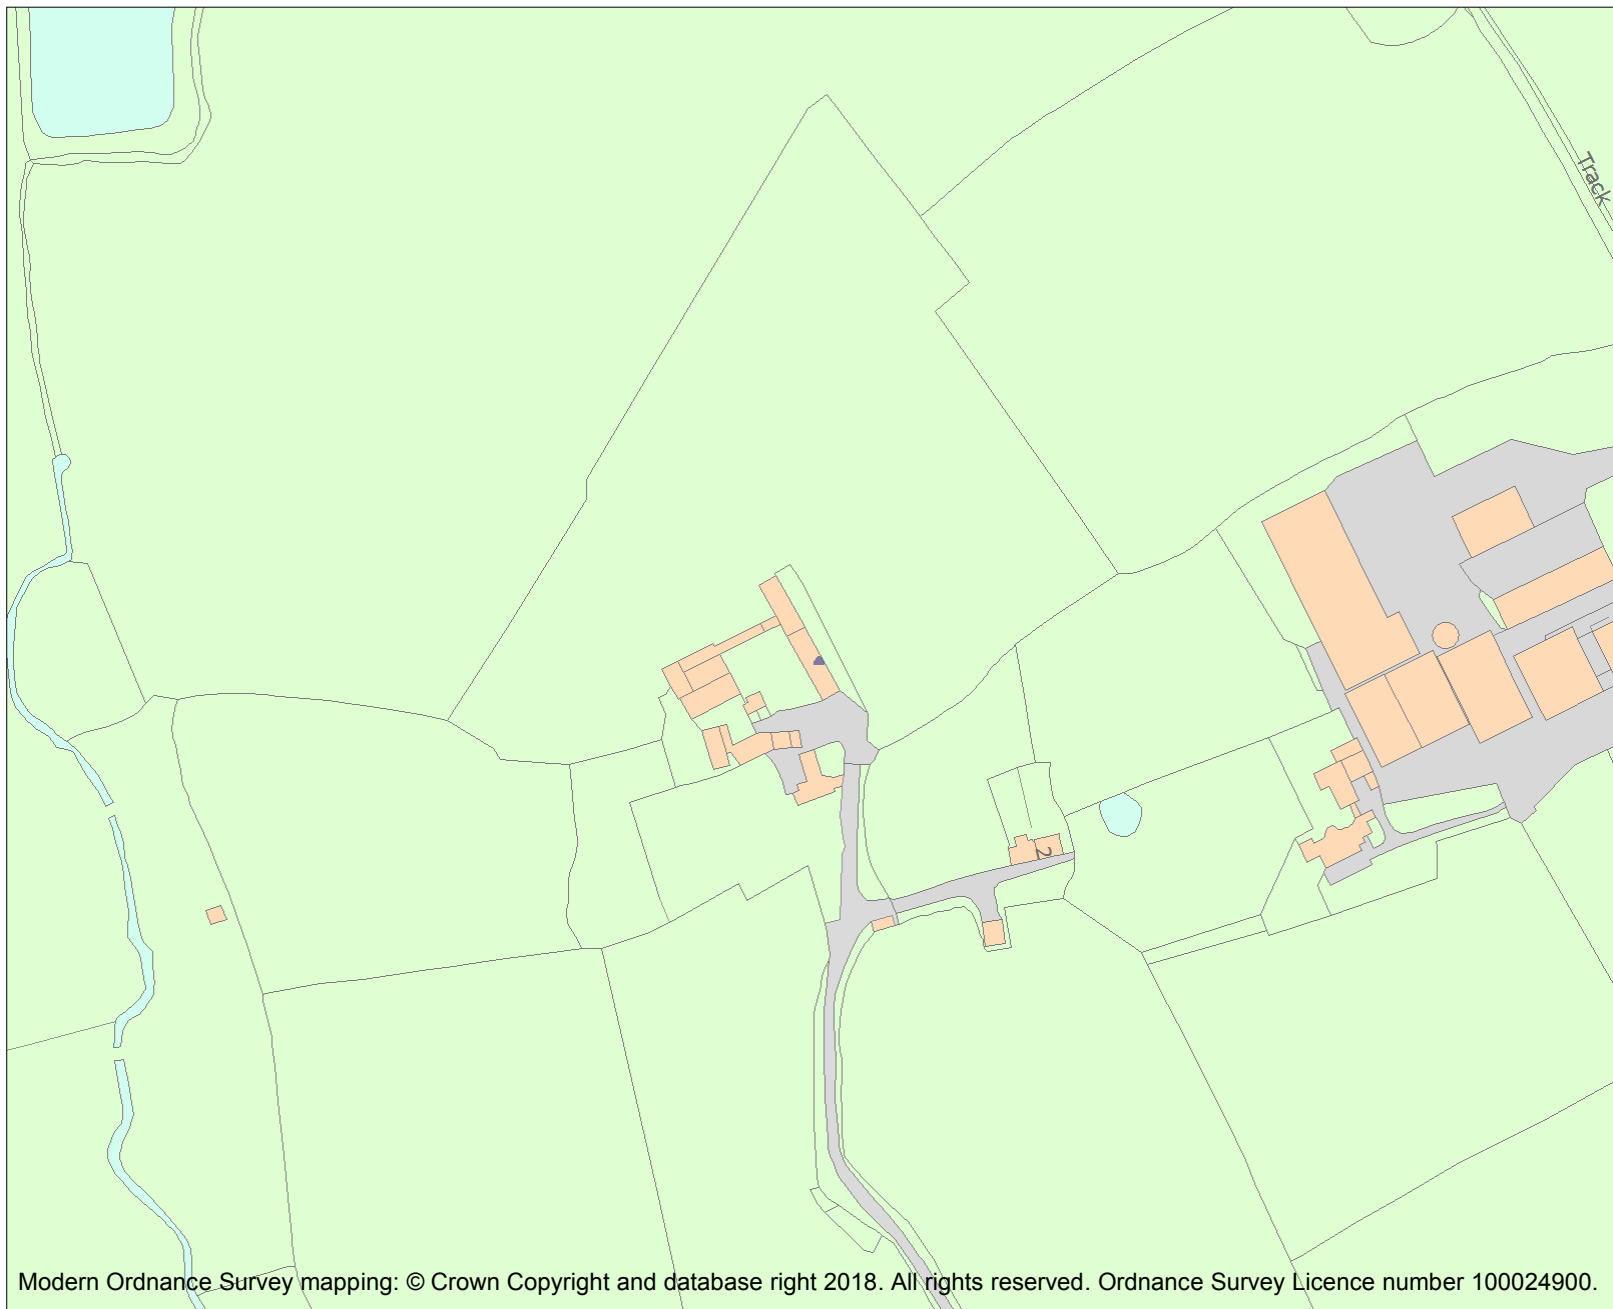 Track
2
Modern Ordnance Survey mapping: © Crown Copyright and database right 2018. All rights reserved. Ordnance Survey Licence number 100024900.